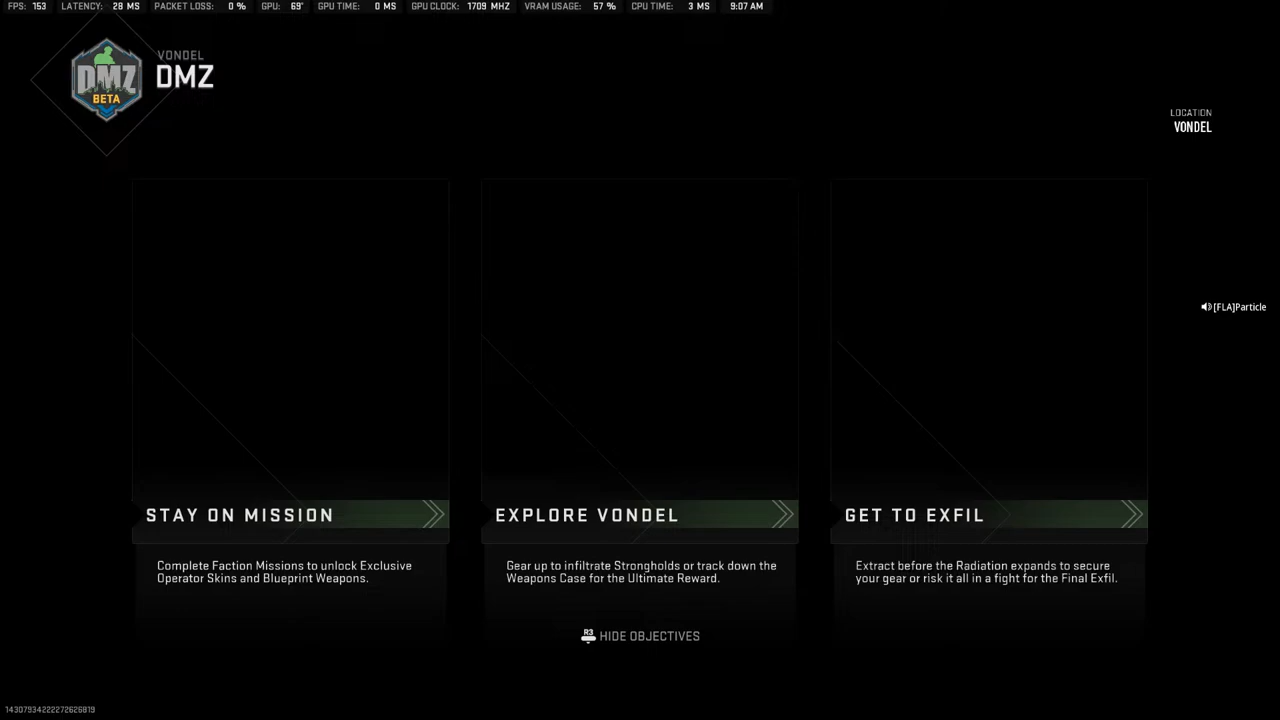 FPS: 153 LATENCY: 28 MS PACKET LOSS: 0 % GPU: 69° GPU TIME: 0 MS GPU CLOCK: 1709 MHZ VRAM USAGE: 57 % CPU TIME: 3 MS 9:07 AM
VONDEL
DMZ
DMZ
BETA
LOCATION
VONDEL
[FLA]Particle
STAY ON MISSION
Complete Faction Missions to unlock Exclusive
Operator Skins and Blueprint Weapons.
EXPLORE VONDEL
Gear up to infiltrate Strongholds or track down the
Weapons Case for the Ultimate Reward.
GET TO EXFIL
Extract before the Radiation expands to secure
your gear or risk it all in a fight for the Final Exfil.
R3 HIDE OBJECTIVES
14307934222272626819